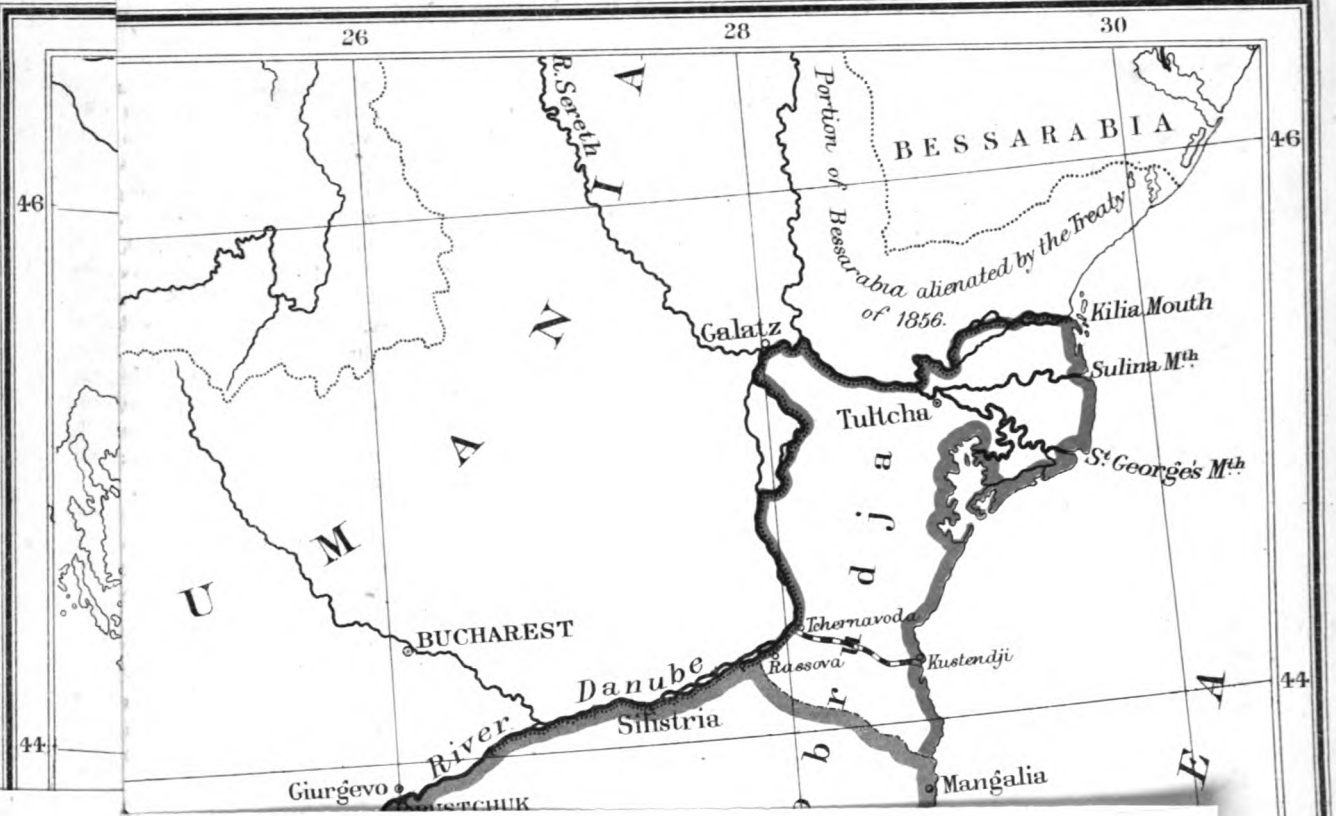 26
28
30
R. Sereth
Portion of Bessarabia alienated by the Treaty
of 1856.
BESSARABIA
46
46
Galatz
Kilia Mouth
Sulina Mth.
Tultcha
St. George's Mth.
U M A N I A
BUCHAREST
Tchernavoda
Rassova
Kustendji
River Danube
Silistria
44
44
Giurgevo
Mangalia
b r u d j a
E A